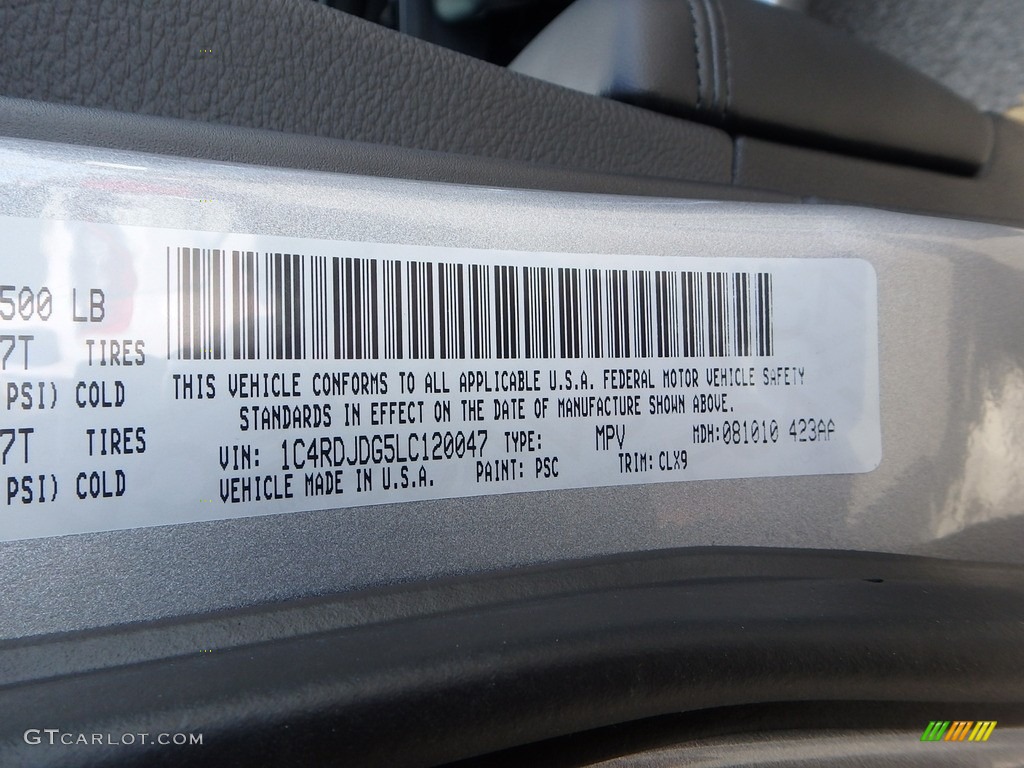 500 LB
7T TIRES
PSI) COLD
7T TIRES
PSI) COLD
THIS VEHICLE CONFORMS TO ALL APPLICABLE U.S.A. FEDERAL MOTOR VEHICLE SAFETY
STANDARDS IN EFFECT ON THE DATE OF MANUFACTURE SHOWN ABOVE.
VIN: 1C4RDJDG5LC120047 TYPE: MPV MDH:081010 423AA
VEHICLE MADE IN U.S.A. PAINT: PSC TRIM: CLX9
GTCARLOT.COM